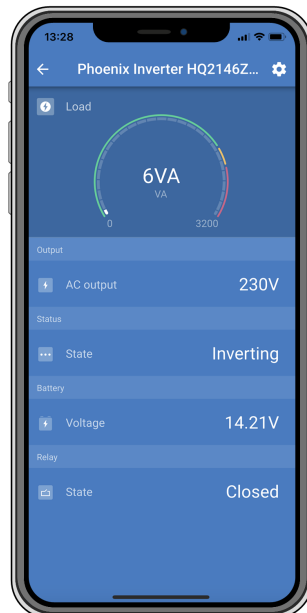 13:28
Phoenix Inverter HQ2146Z...
Load
6VA
VA
0 3200
Output
AC output 230V
Status
State Inverting
Battery
Voltage 14.21V
Relay
State Closed